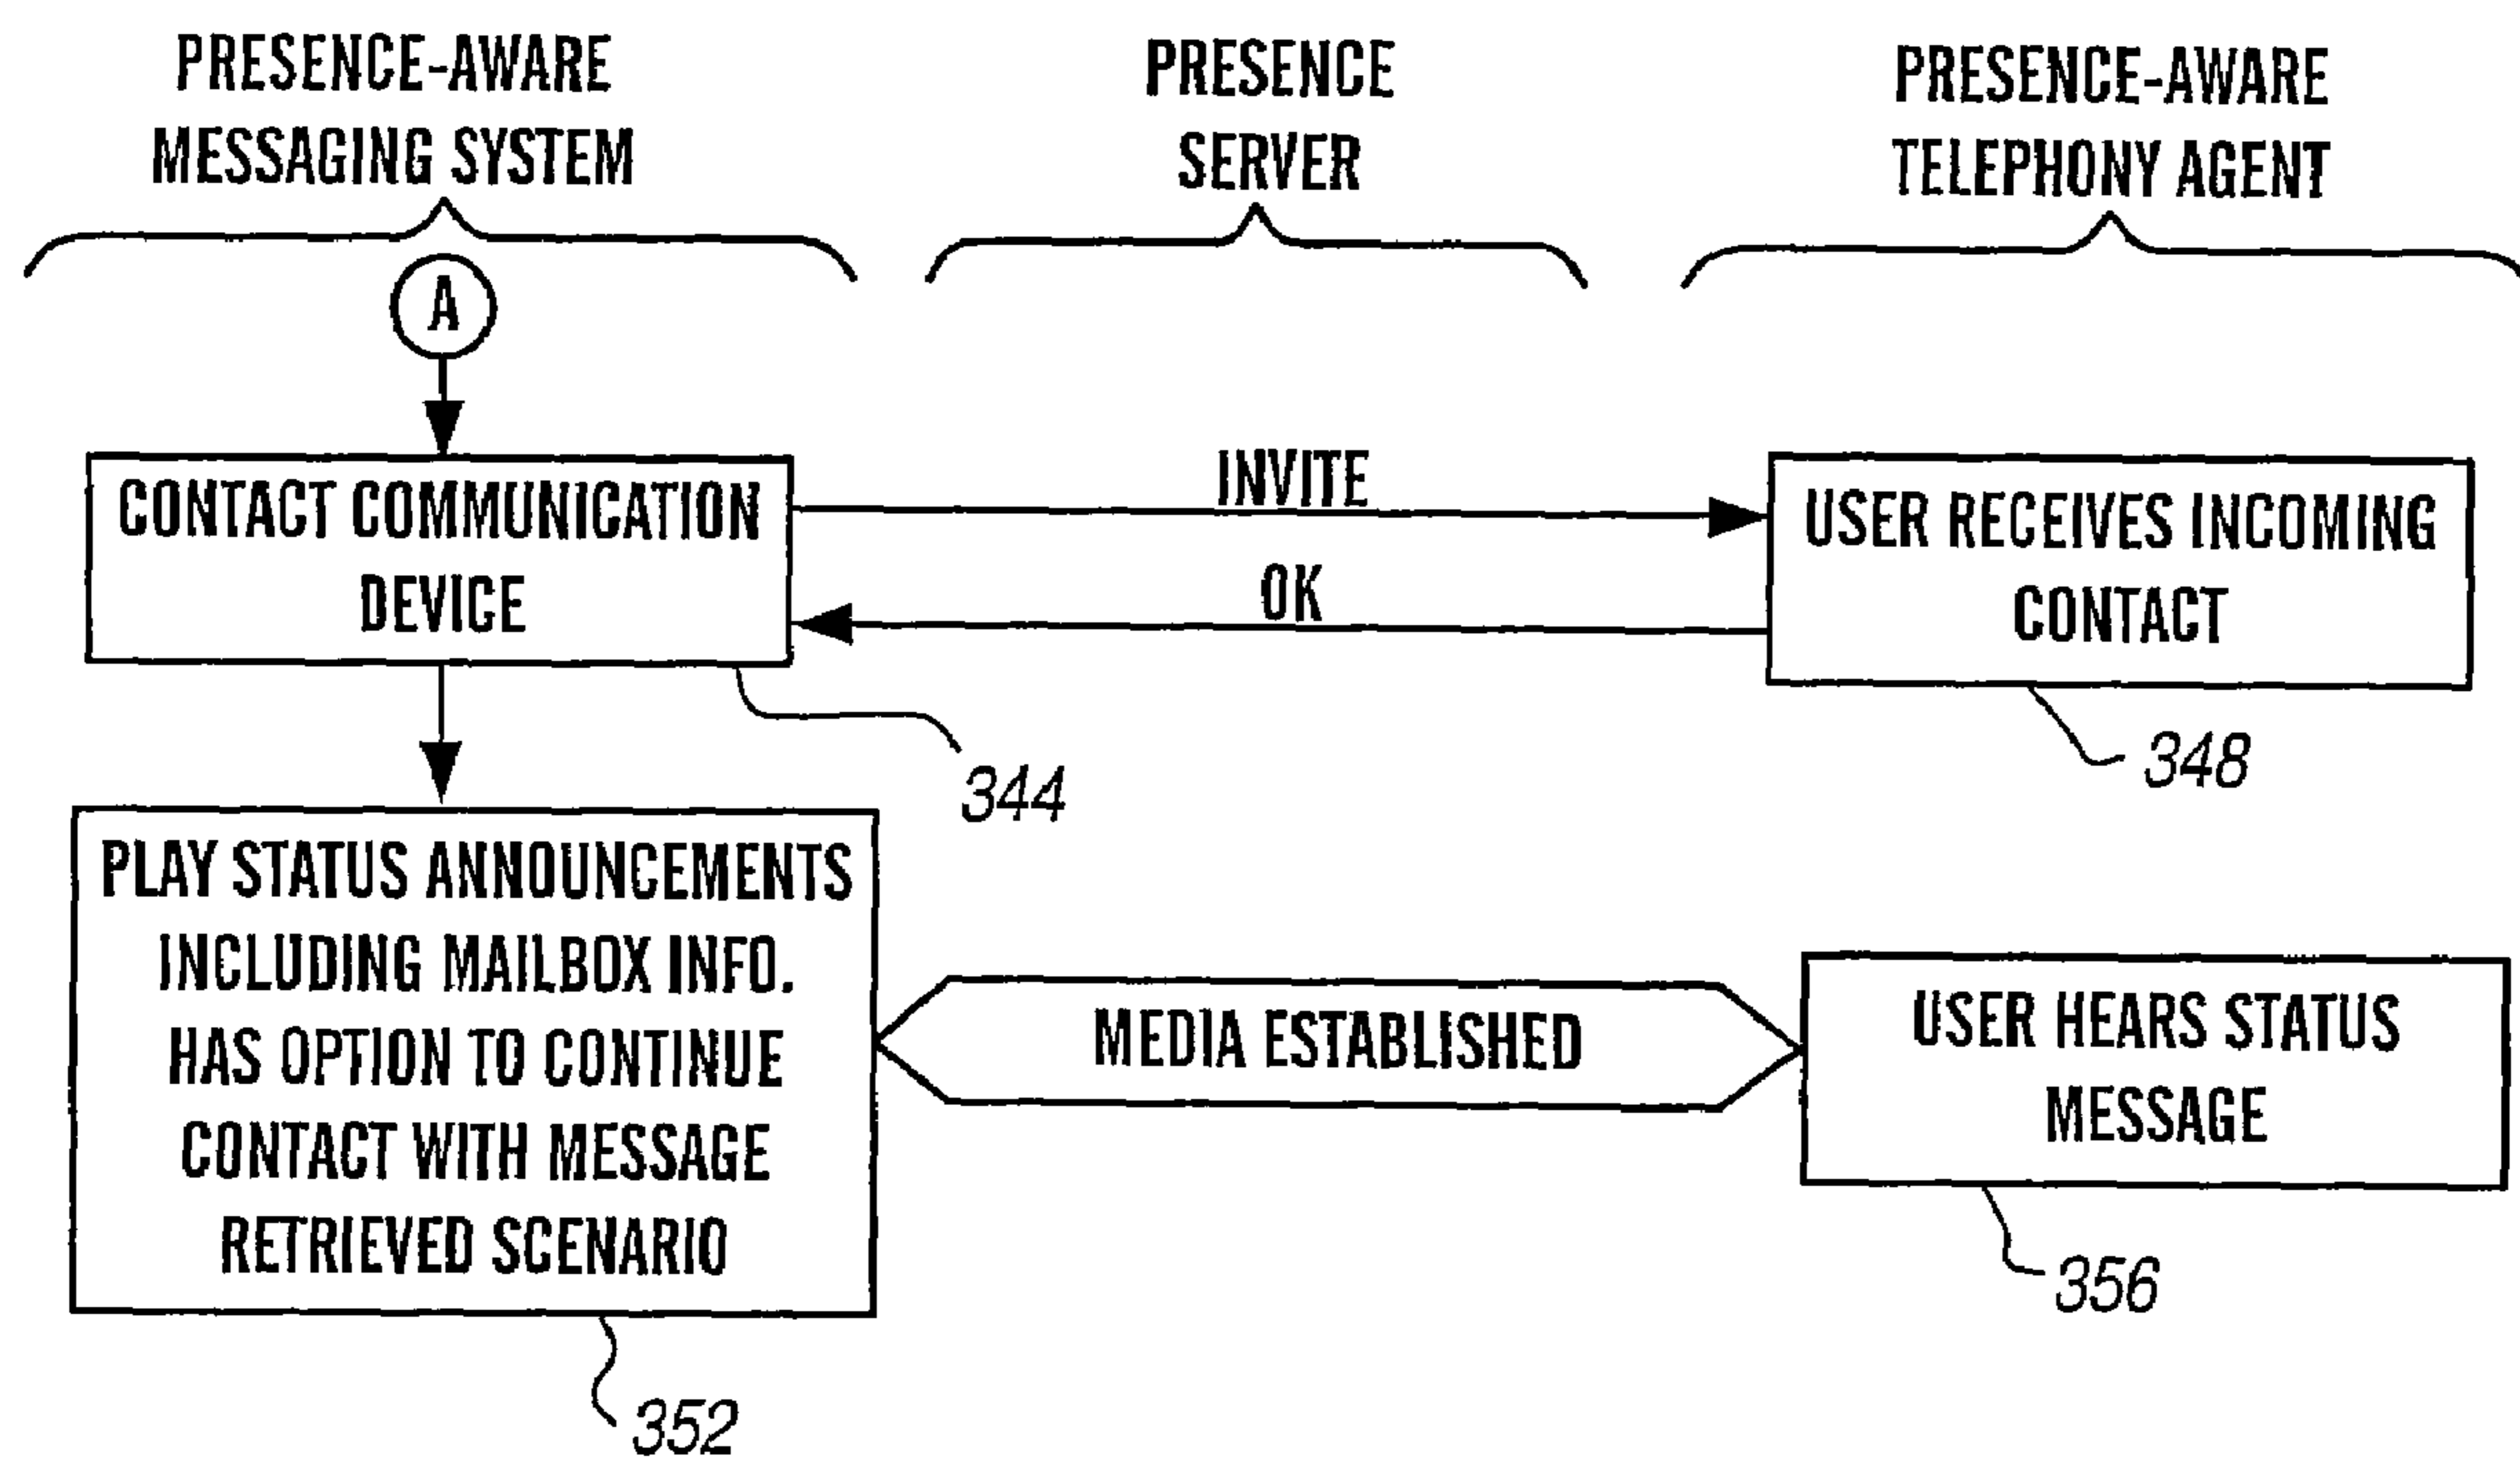 PRESENCE-AWARE
MESSAGING SYSTEM
PRESENCE
SERVER
PRESENCE-AWARE
TELEPHONY AGENT
A
CONTACT COMMUNICATION
DEVICE
344
INVITE
OK
USER RECEIVES INCOMING
CONTACT
348
PLAY STATUS ANNOUNCEMENTS
INCLUDING MAILBOX INFO.
HAS OPTION TO CONTINUE
CONTACT WITH MESSAGE
RETRIEVED SCENARIO
352
MEDIA ESTABLISHED
USER HEARS STATUS
MESSAGE
356